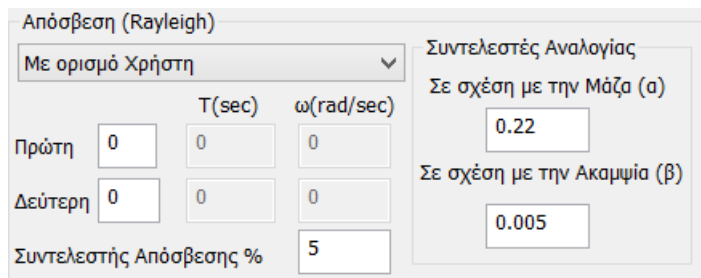 Απόσβεση (Rayleigh)
Με ορισμό Χρήστη
T(sec) ω(rad/sec)
Πρώτη 0 0 0
Δεύτερη 0 0 0
Συντελεστής Απόσβεσης % 5
Συντελεστές Αναλογίας
Σε σχέση με την Μάζα (α)
0.22
Σε σχέση με την Ακαμψία (β)
0.005